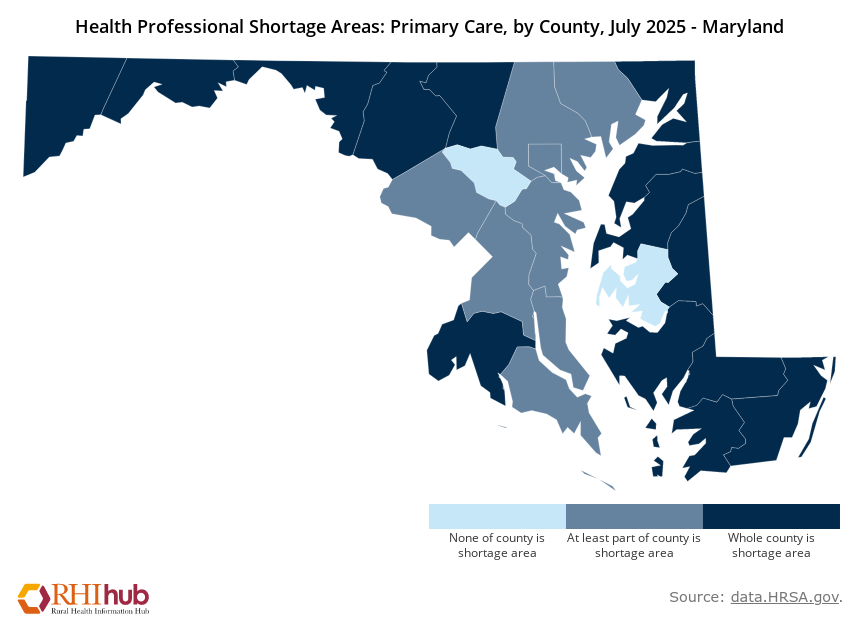 Health Professional Shortage Areas: Primary Care, by County, July 2025 - Maryland
None of county is
shortage area
At least part of county is
shortage area
Whole county is
shortage area
RHIhub
Rural Health Information Hub
Source: data.HRSA.gov.